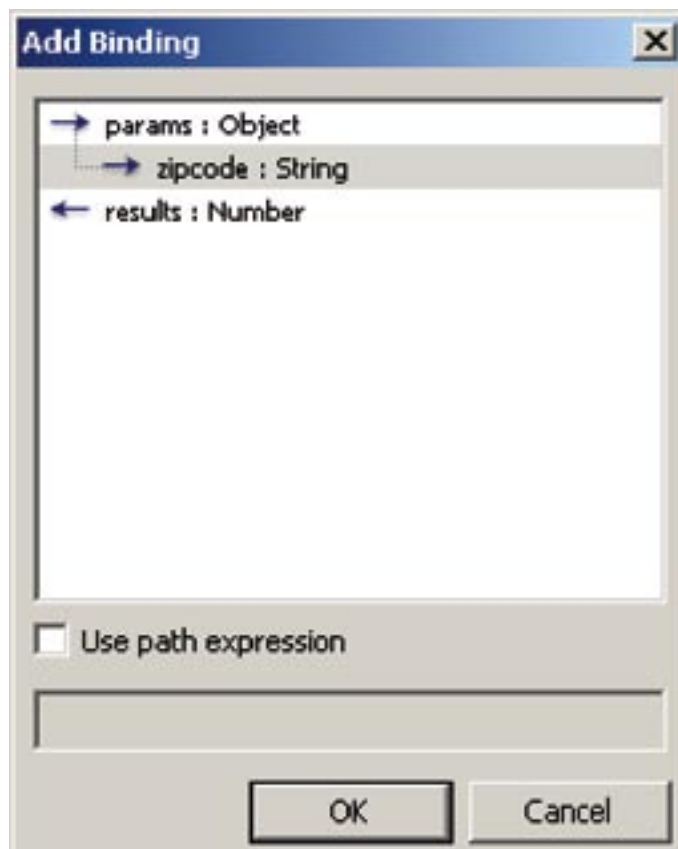 Add Binding
params : Object
zipcode : String
results : Number
Use path expression
OK
Cancel